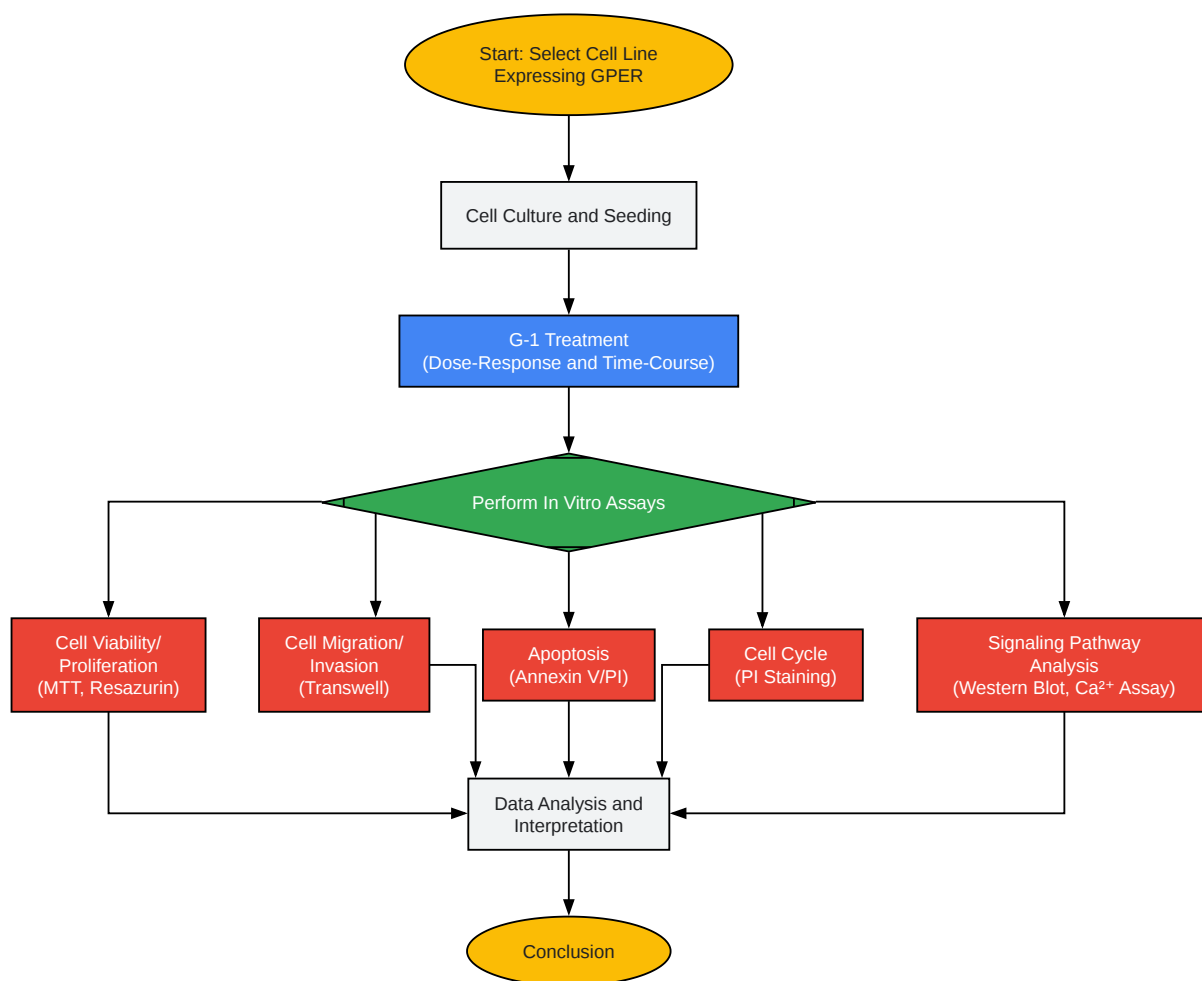 Start: Select Cell Line
Expressing GPER
Cell Culture and Seeding
G-1 Treatment
(Dose-Response and Time-Course)
Perform In Vitro Assays
Cell Viability/
Proliferation
(MTT, Resazurin)
Cell Migration/
Invasion
(Transwell)
Apoptosis
(Annexin V/PI)
Cell Cycle
(PI Staining)
Signaling Pathway
Analysis
(Western Blot, Ca²⁺ Assay)
Data Analysis and
Interpretation
Conclusion